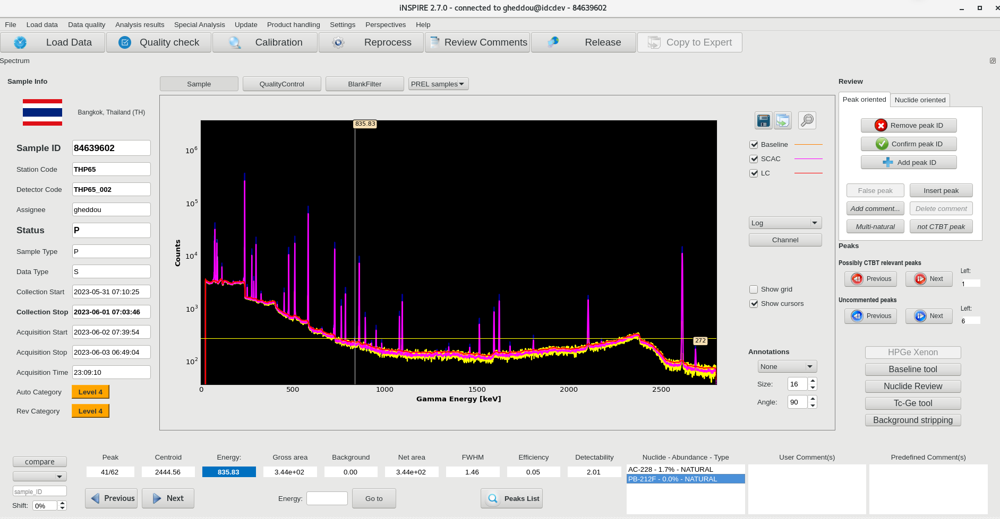 iNSPIRE 2.7.0 - connected to gheddou@idcdev - 84639602
File Load data Data quality Analysis results Special Analysis Update Product handling Settings Perspectives Help
Load Data Quality check Calibration Reprocess Review Comments Release Copy to Expert
Spectrum
Sample Info
Bangkok, Thailand (TH)
Sample ID 84639602
Station Code THP65
Detector Code THP65_002
Assignee gheddou
Status P
Sample Type P
Data Type S
Collection Start 2023-05-31 07:10:25
Collection Stop 2023-06-01 07:03:46
Acquisition Start 2023-06-02 07:39:54
Acquisition Stop 2023-06-03 06:49:04
Acquisition Time 23:09:10
Auto Category Level 4
Rev Category Level 4
Sample QualityControl BlankFilter PREL samples
835.83
10^6
10^5
10^4
10^3
10^2
Counts
272
0 500 1000 1500 2000 2500
Gamma Energy [keV]
Baseline
SCAC
LC
Log
Channel
Show grid
Show cursors
Annotations
None
Size: 16
Angle: 90
Review
Peak oriented Nuclide oriented
Remove peak ID
Confirm peak ID
Add peak ID
False peak Insert peak
Add comment... Delete comment
Multi-natural not CTBT peak
Peaks
Possibly CTBT relevant peaks
Left:
Previous Next 1
Uncommented peaks
Left:
Previous Next 6
HPGe Xenon
Baseline tool
Nuclide Review
Tc-Ge tool
Background stripping
compare
sample_ID
Shift: 0%
Peak Centroid Energy: Gross area Background Net area FWHM Efficiency Detectability
41/62 2444.56 835.83 3.44e+02 0.00 3.44e+02 1.46 0.05 2.01
Previous Next Energy: Go to Peaks List
Nuclide - Abundance - Type User Comment(s) Predefined Comment(s)
AC-228 - 1.7% - NATURAL
PB-212F - 0.0% - NATURAL